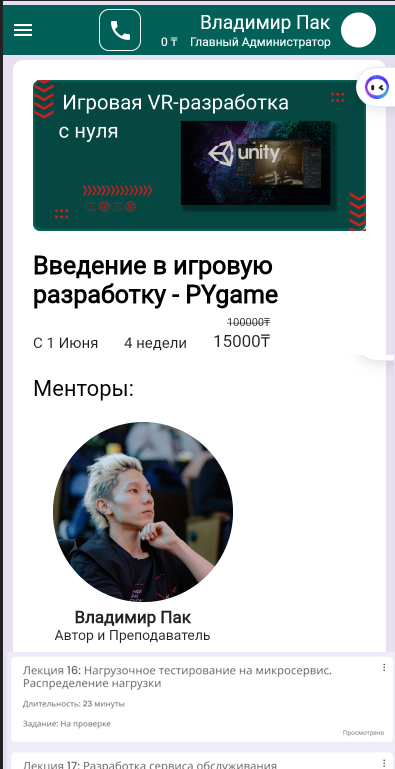 Владимир Пак
0 ₸ Главный Администратор
Игровая VR-разработка
с нуля
unity
Введение в игровую
разработку - PYgame
100000₸
С 1 Июня 4 недели 15000₸
Менторы:
Владимир Пак
Автор и Преподаватель
Лекция 16: Нагрузочное тестирование на микросервис.
Распределение нагрузки
Длительность: 23 минуты
Задание: На проверке
Просмотрено
Лекция 17: Разработка сервиса обслуживания